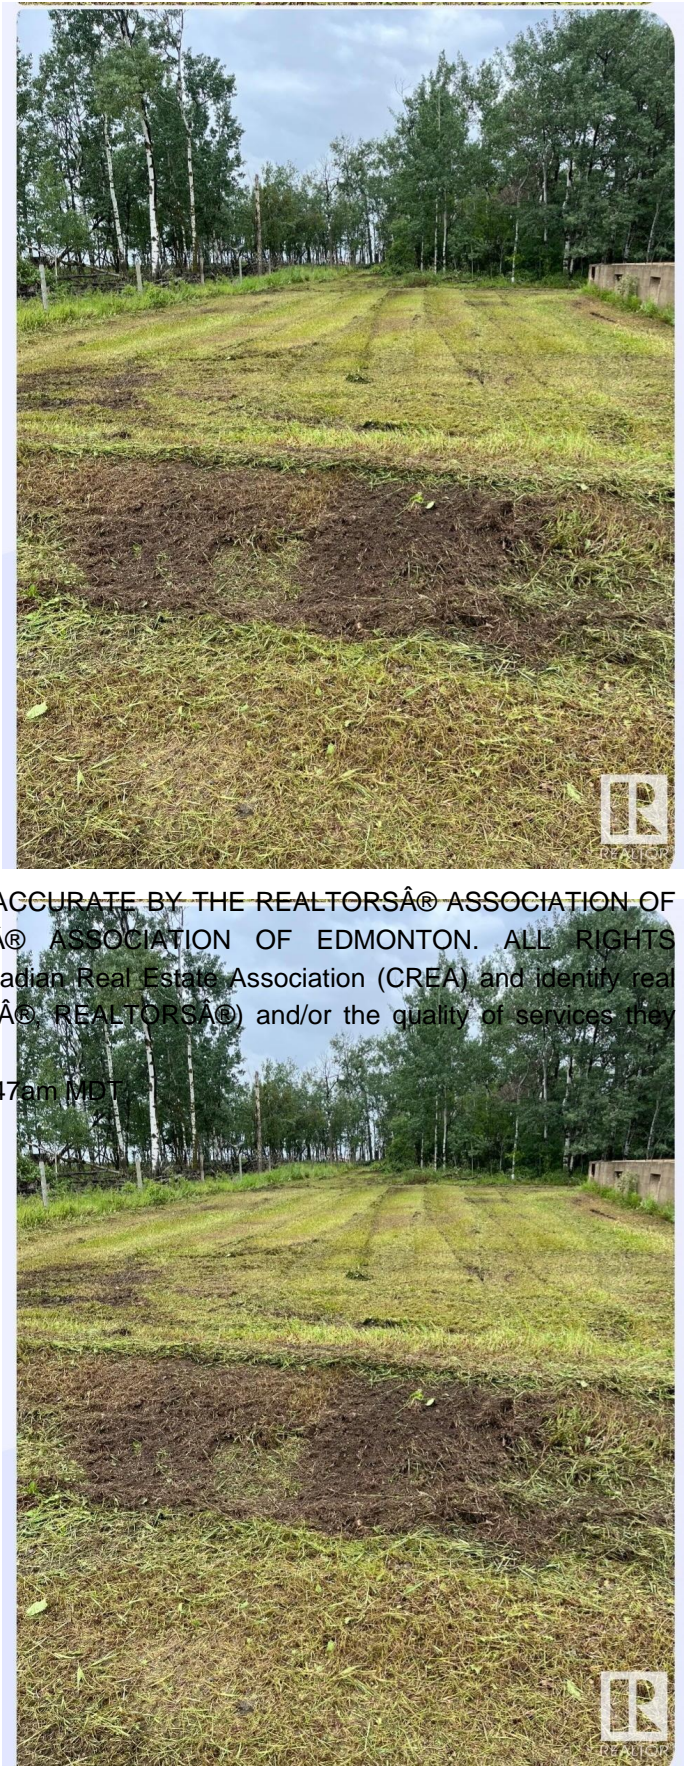 REALTOR
ACCURATE BY THE REALTORSÂ® ASSOCIATION OF
Â® ASSOCIATION OF EDMONTON. ALL RIGHTS
adian Real Estate Association (CREA) and identify real
Â®, REALTORSÂ®) and/or the quality of services they
47am MDT
REALTOR